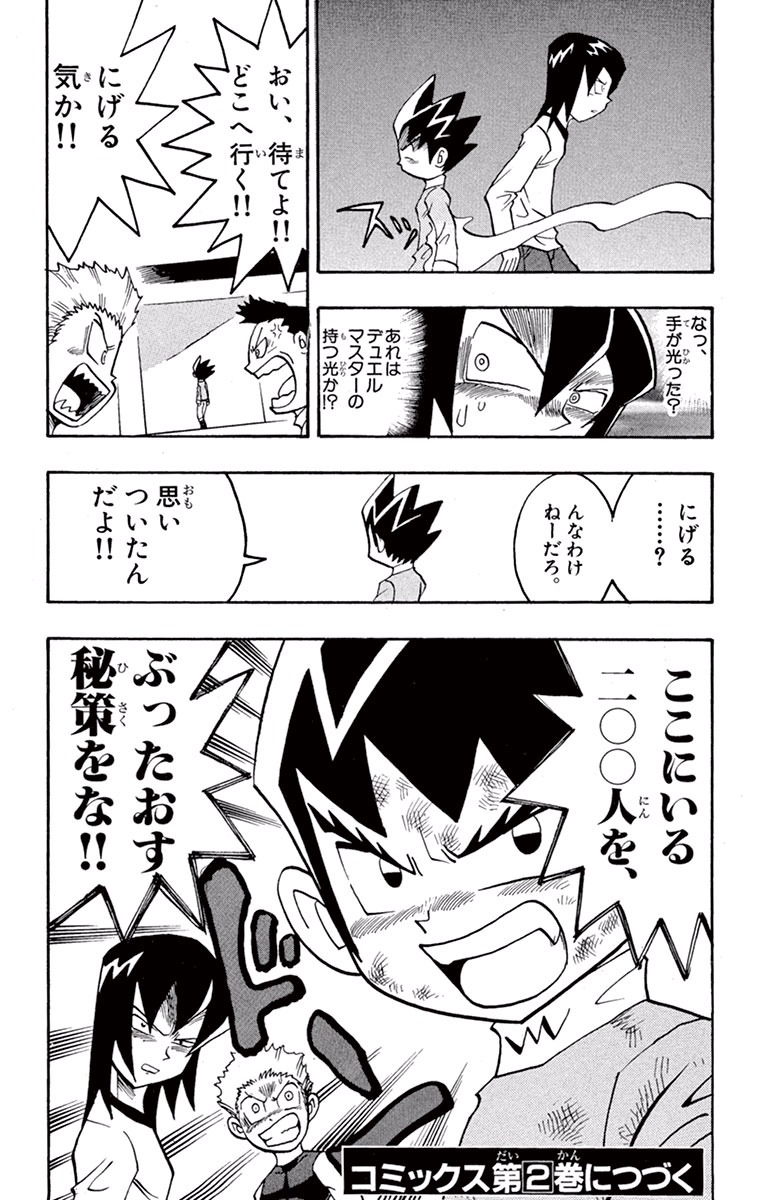 おい、待てよ!!
どこへ行く!!
にげる
気か!!
なっ、
手が光った?
あれは
デュエル
マスターの
持つ光か!?
にげる
……?
んなわけ
ねーだろ。
思い
ついたん
だよ!!
ここにいる
二〇〇人を、
ぶったおす
秘策をな!!
ドン
コミックス第2巻につづく